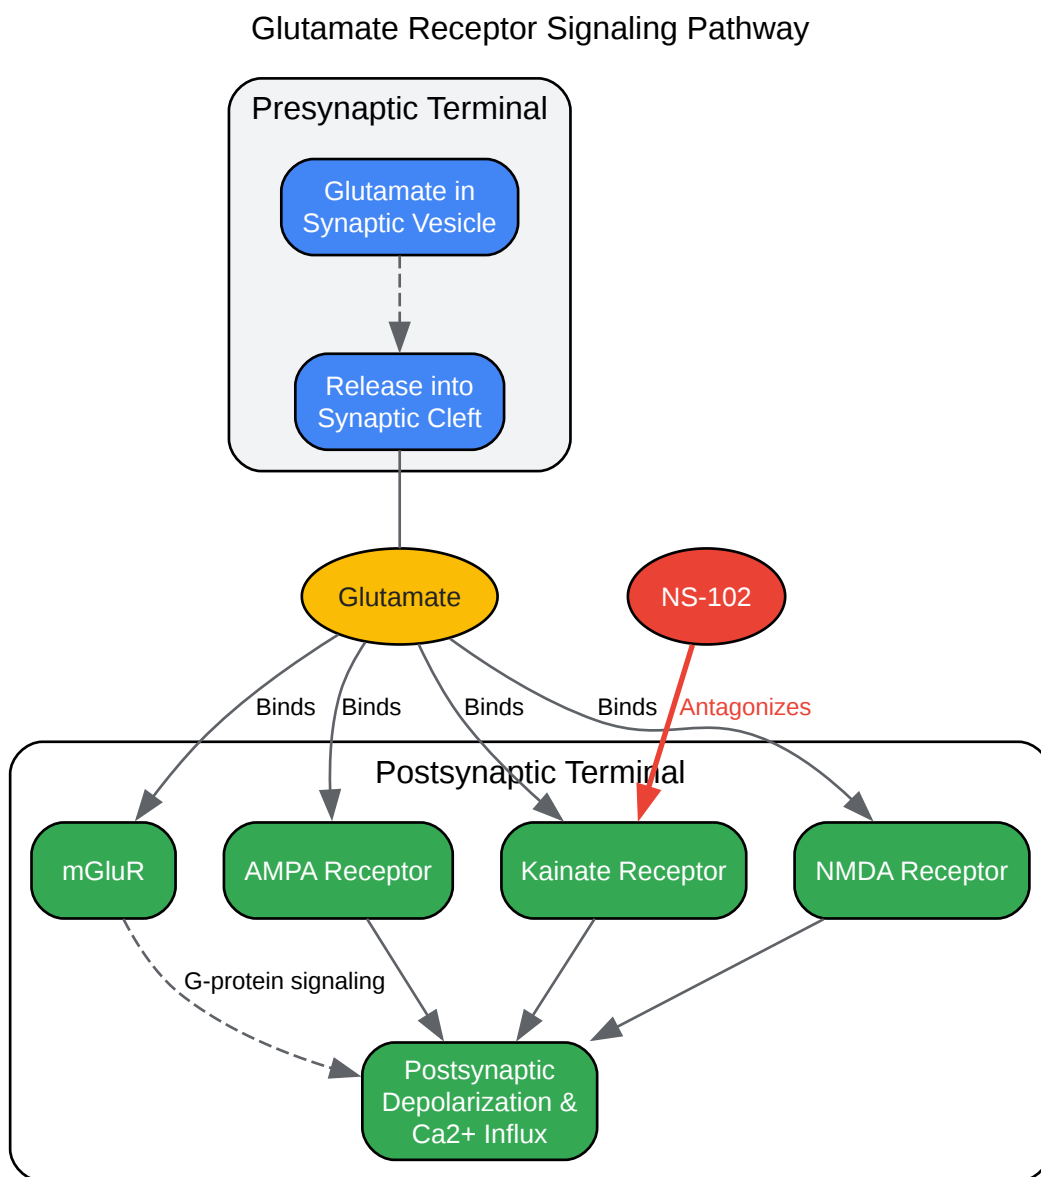 Glutamate Receptor Signaling Pathway
Presynaptic Terminal
Glutamate in
Synaptic Vesicle
Release into
Synaptic Cleft
Glutamate
NS-102
Binds
Binds
Binds
Binds
Antagonizes
Postsynaptic Terminal
mGluR
AMPA Receptor
Kainate Receptor
NMDA Receptor
G-protein signaling
Postsynaptic
Depolarization &
Ca2+ Influx